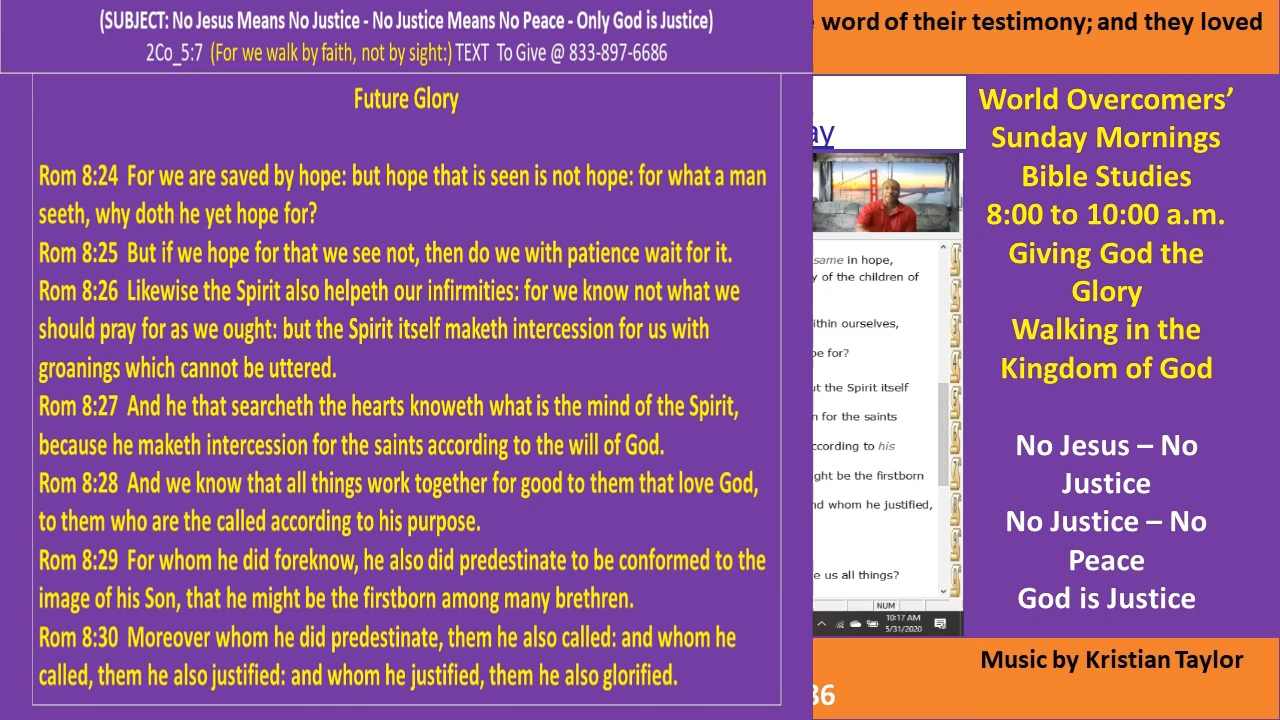 (SUBJECT: No Jesus Means No Justice - No Justice Means No Peace - Only God is Justice)
2Co_5:7 (For we walk by faith, not by sight:) TEXT To Give @ 833-897-6686
Future Glory
Rom 8:24 For we are saved by hope: but hope that is seen is not hope: for what a man
seeth, why doth he yet hope for?
Rom 8:25 But if we hope for that we see not, then do we with patience wait for it.
Rom 8:26 Likewise the Spirit also helpeth our infirmities: for we know not what we
should pray for as we ought: but the Spirit itself maketh intercession for us with
groanings which cannot be uttered.
Rom 8:27 And he that searcheth the hearts knoweth what is the mind of the Spirit,
because he maketh intercession for the saints according to the will of God.
Rom 8:28 And we know that all things work together for good to them that love God,
to them who are the called according to his purpose.
Rom 8:29 For whom he did foreknow, he also did predestinate to be conformed to the
image of his Son, that he might be the firstborn among many brethren.
Rom 8:30 Moreover whom he did predestinate, them he also called: and whom he
called, them he also justified: and whom he justified, them he also glorified.
word of their testimony; and they loved
ay
same in hope,
y of the children of
ithin ourselves,
pe for?
ut the Spirit itself
n for the saints
ccording to his
ght be the firstborn
nd whom he justified,
e us all things?
NUM
10:17 AM
5/31/2020
World Overcomers'
Sunday Mornings
Bible Studies
8:00 to 10:00 a.m.
Giving God the
Glory
Walking in the
Kingdom of God
No Jesus – No
Justice
No Justice – No
Peace
God is Justice
Music by Kristian Taylor
36